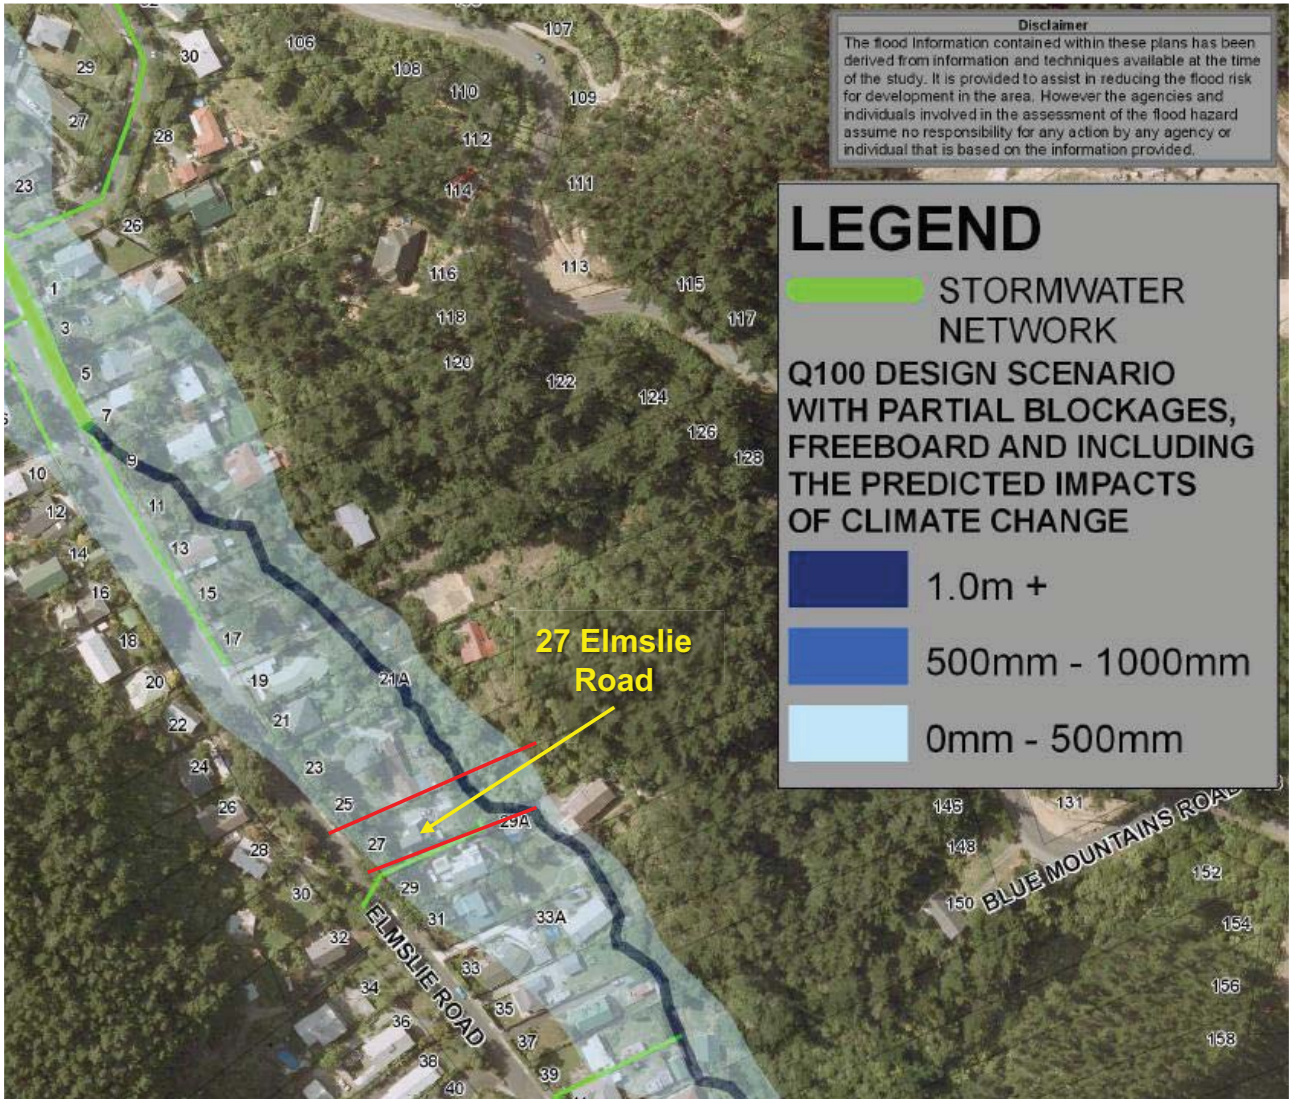 Disclaimer
The flood Information contained within these plans has been
derived from information and techniques available at the time
of the study. It is provided to assist in reducing the flood risk
for development in the area. However the agencies and
individuals involved in the assessment of the flood hazard
assume no responsibility for any action by any agency or
individual that is based on the information provided.
LEGEND
STORMWATER
NETWORK
Q100 DESIGN SCENARIO
WITH PARTIAL BLOCKAGES,
FREEBOARD AND INCLUDING
THE PREDICTED IMPACTS
OF CLIMATE CHANGE
1.0m +
500mm - 1000mm
0mm - 500mm
27 Elmslie
Road
ELMSLIE ROAD
BLUE MOUNTAINS ROAD
107
30
106
29
108
110
109
27
28
112
23
114
111
26
116
113
1
115
3
118
117
120
5
122
124
7
126
128
9
10
11
12
13
14
15
16
17
18
19
20
21A
21
22
23
24
25
26
27
28
29A
29
30
31
32
33A
33
34
35
36
37
38
39
40
146
131
148
150
152
154
156
158